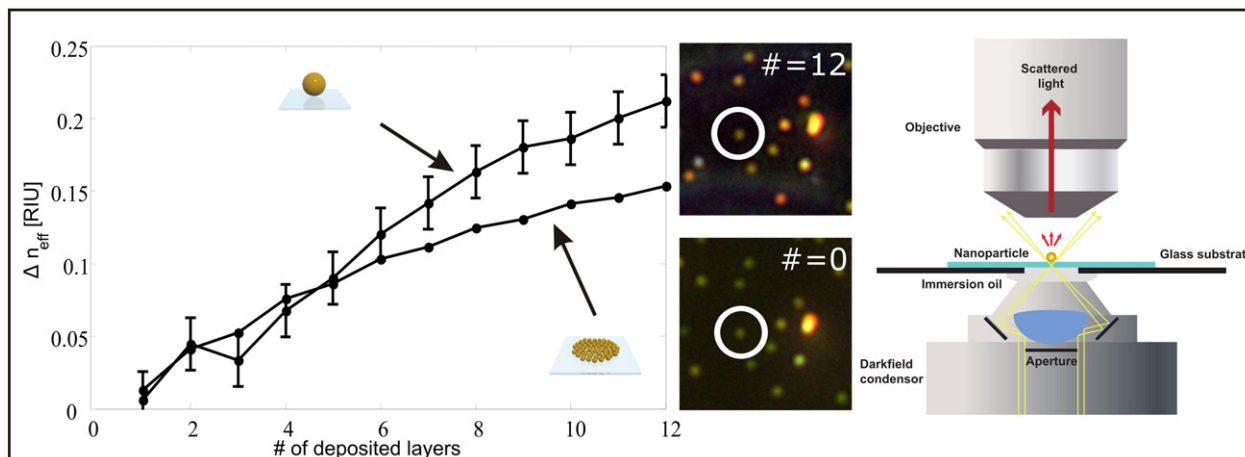 0.25
0.2
0.15
0.1
0.05
0
Δ n_eff [RIU]
0 2 4 6 8 10 12
# of deposited layers
#=12
#=0
Scattered
light
Objective
Nanoparticle
Glass substrat
Immersion oil
Aperture
Darkfield
condensor